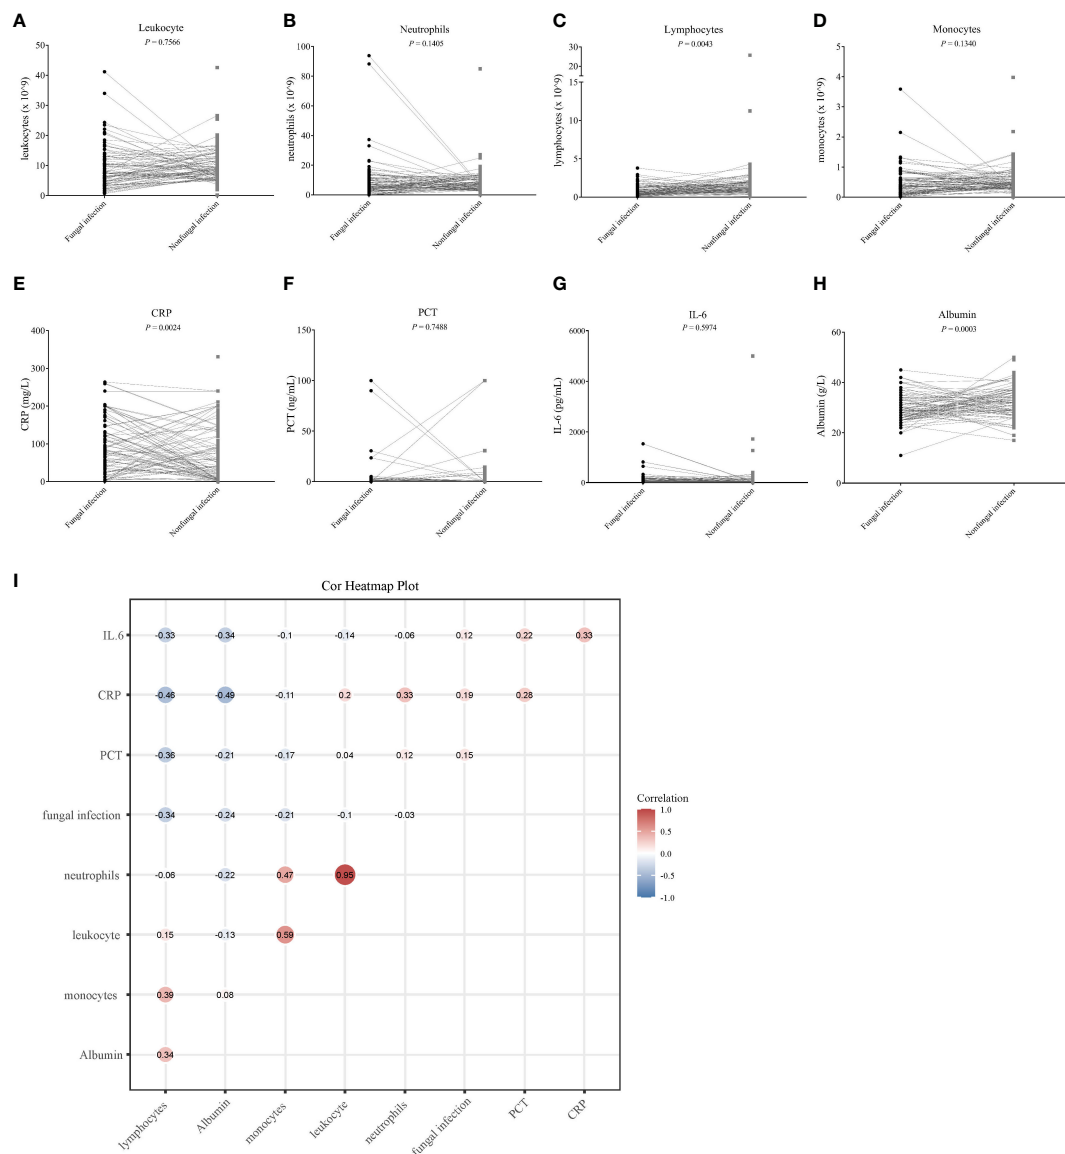 A
Leukocyte
P = 0.7566
leukocytes (x 10^9)
50
40
30
20
10
0
Fungal infection
Nonfungal infection
B
Neutrophils
P = 0.1405
neutrophils (x 10^9)
100
80
60
40
20
0
Fungal infection
Nonfungal infection
C
Lymphocytes
P = 0.0043
lymphocytes (x 10^9)
30
20
15
10
5
0
Fungal infection
Nonfungal infection
D
Monocytes
P = 0.1340
monocytes (x 10^9)
5
4
3
2
1
0
Fungal infection
Nonfungal infection
E
CRP
P = 0.0024
CRP (mg/L)
400
300
200
100
0
Fungal infection
Nonfungal infection
F
PCT
P = 0.7488
PCT (ng/mL)
150
100
50
0
Fungal infection
Nonfungal infection
G
IL-6
P = 0.5974
IL-6 (pg/mL)
6000
4000
2000
0
Fungal infection
Nonfungal infection
H
Albumin
P = 0.0003
Albumin (g/L)
60
40
20
0
Fungal infection
Nonfungal infection
I
Cor Heatmap Plot
IL.6 -0.33 -0.34 -0.1 -0.14 -0.06 0.12 0.22 0.33
CRP -0.46 -0.49 -0.11 0.2 0.33 0.19 0.28
PCT -0.36 -0.21 -0.17 0.04 0.12 0.15
fungal infection -0.34 -0.24 -0.21 -0.1 -0.03
neutrophils -0.06 -0.22 0.47 0.95
leukocyte 0.15 -0.13 0.59
monocytes 0.39 0.08
Albumin 0.34
lymphocytes Albumin monocytes leukocyte neutrophils fungal infection PCT CRP
Correlation
1.0
0.5
0.0
-0.5
-1.0